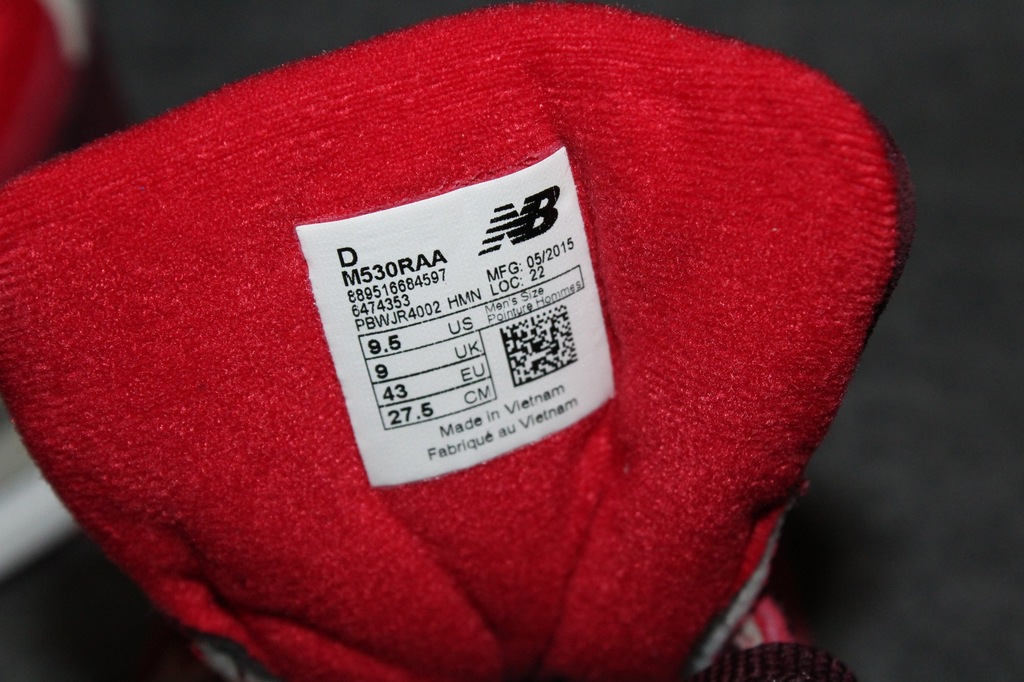 NB
D
M530RAA
889516684597
6474353
PBWJR4002 HMN
MFG: 05/2015
LOC: 22
Men's Size
Pointure Hommes
9.5 US
9 UK
43 EU
27.5 CM
Made in Vietnam
Fabriqué au Vietnam